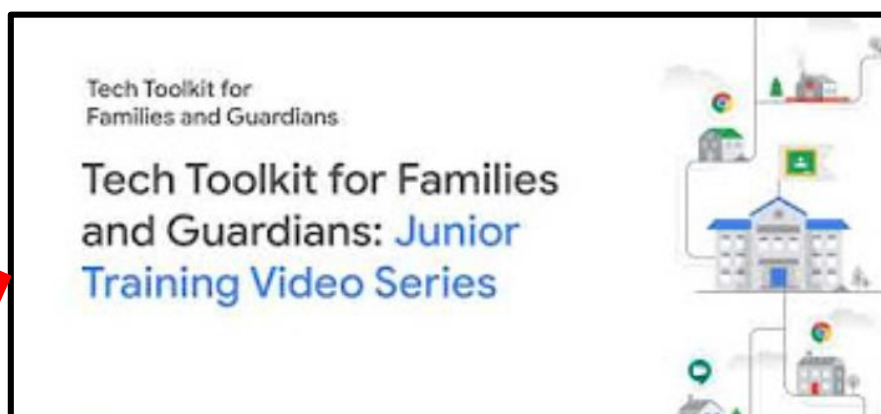 Tech Toolkit for
Families and Guardians
Tech Toolkit for Families
and Guardians: Junior
Training Video Series